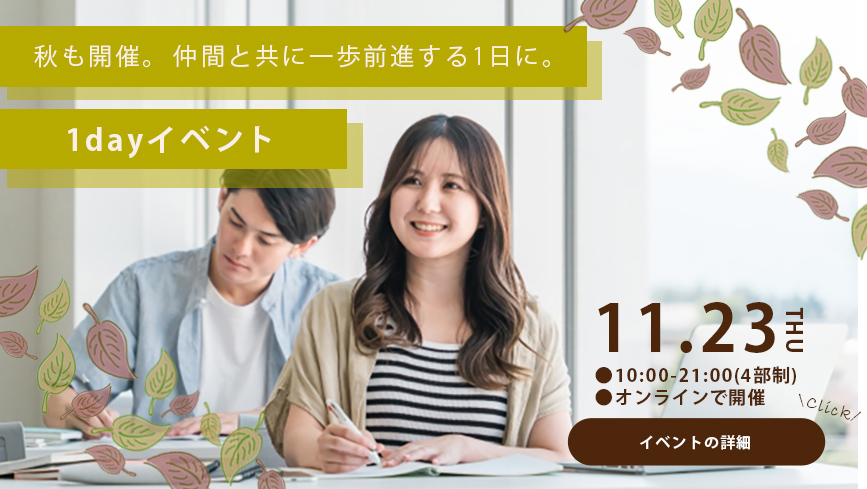 秋も開催。仲間と共に一歩前進する1日に。
1dayイベント
11.23 THU
●10:00-21:00(4部制)
●オンラインで開催
\Click/
イベントの詳細